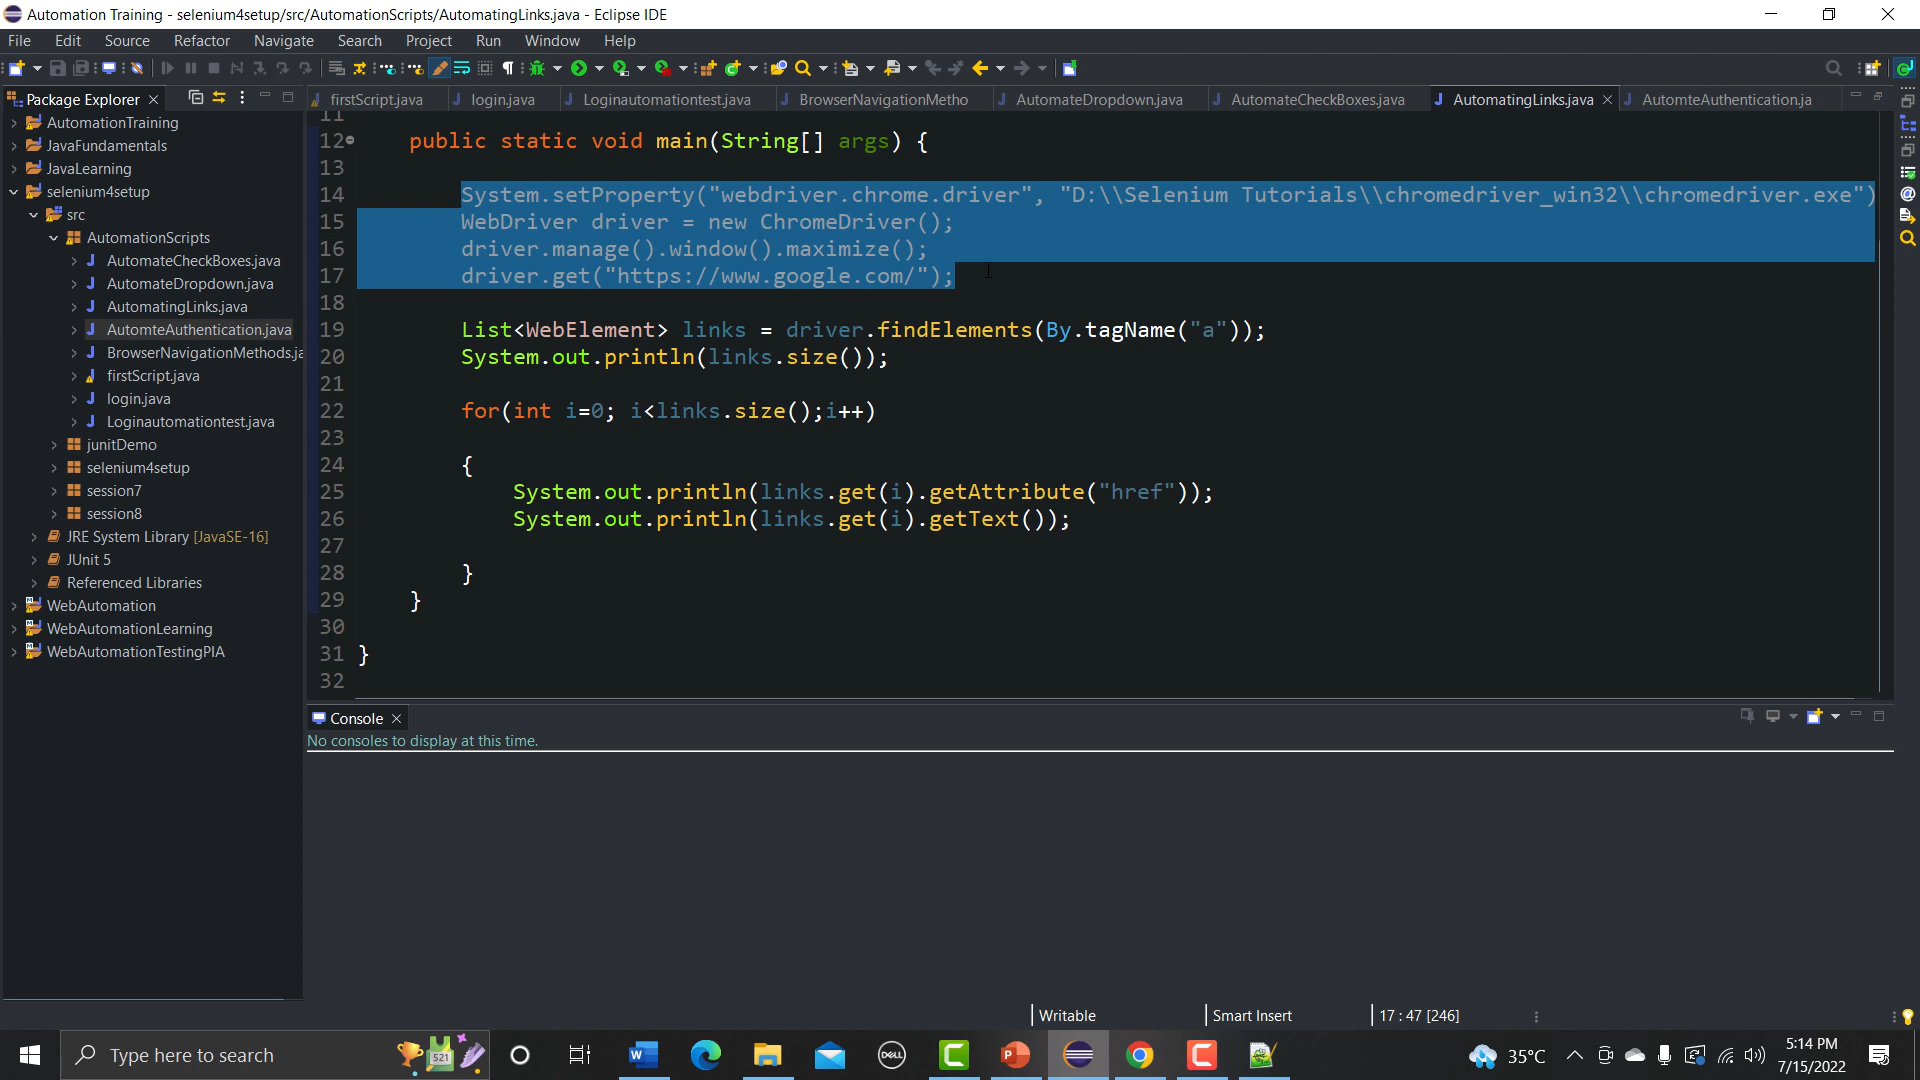 Automation Training - selenium4setup/src/AutomationScripts/AutomatingLinks.java - Eclipse IDE
File Edit Source Refactor Navigate Search Project Run Window Help
Package Explorer
firstScript.java login.java Loginautomationtest.java BrowserNavigationMetho AutomateDropdown.java AutomateCheckBoxes.java AutomatingLinks.java AutomteAuthentication.ja
AutomationTraining
JavaFundamentals
JavaLearning
selenium4setup
src
AutomationScripts
AutomateCheckBoxes.java
AutomateDropdown.java
AutomatingLinks.java
AutomteAuthentication.java
BrowserNavigationMethods.ja
firstScript.java
login.java
Loginautomationtest.java
junitDemo
selenium4setup
session7
session8
JRE System Library [JavaSE-16]
JUnit 5
Referenced Libraries
WebAutomation
WebAutomationLearning
WebAutomationTestingPIA
11
12 public static void main(String[] args) {
13
14 System.setProperty("webdriver.chrome.driver", "D:\\Selenium Tutorials\\chromedriver_win32\\chromedriver.exe")
15 WebDriver driver = new ChromeDriver();
16 driver.manage().window().maximize();
17 driver.get("https://www.google.com/");
18
19 List<WebElement> links = driver.findElements(By.tagName("a"));
20 System.out.println(links.size());
21
22 for(int i=0; i<links.size();i++)
23
24 {
25 System.out.println(links.get(i).getAttribute("href"));
26 System.out.println(links.get(i).getText());
27
28 }
29 }
30
31 }
32
Console
No consoles to display at this time.
Writable Smart Insert 17 : 47 [246]
Type here to search
521
DELL
35°C
5:14 PM
7/15/2022